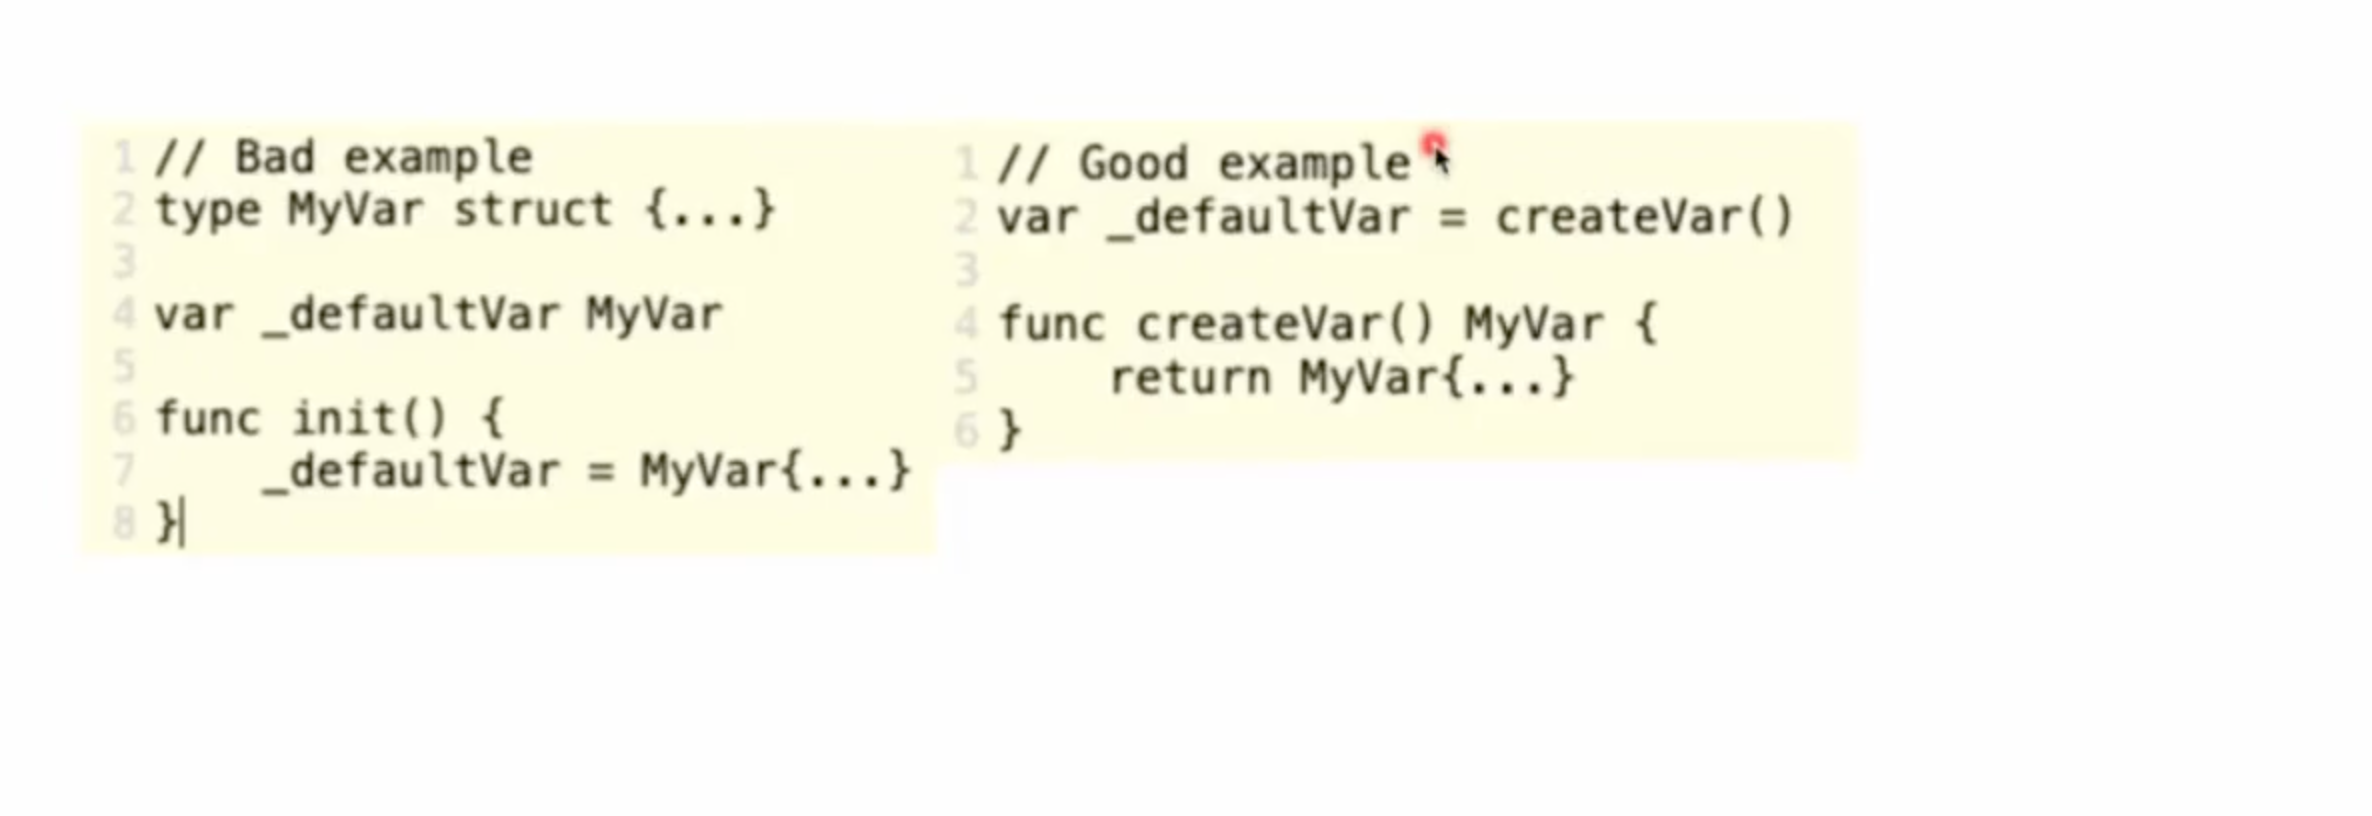 1 // Bad example
2 type MyVar struct {...}
3
4 var _defaultVar MyVar
5
6 func init() {
7     _defaultVar = MyVar{...}
8 }
1 // Good example
2 var _defaultVar = createVar()
3
4 func createVar() MyVar {
5     return MyVar{...}
6 }